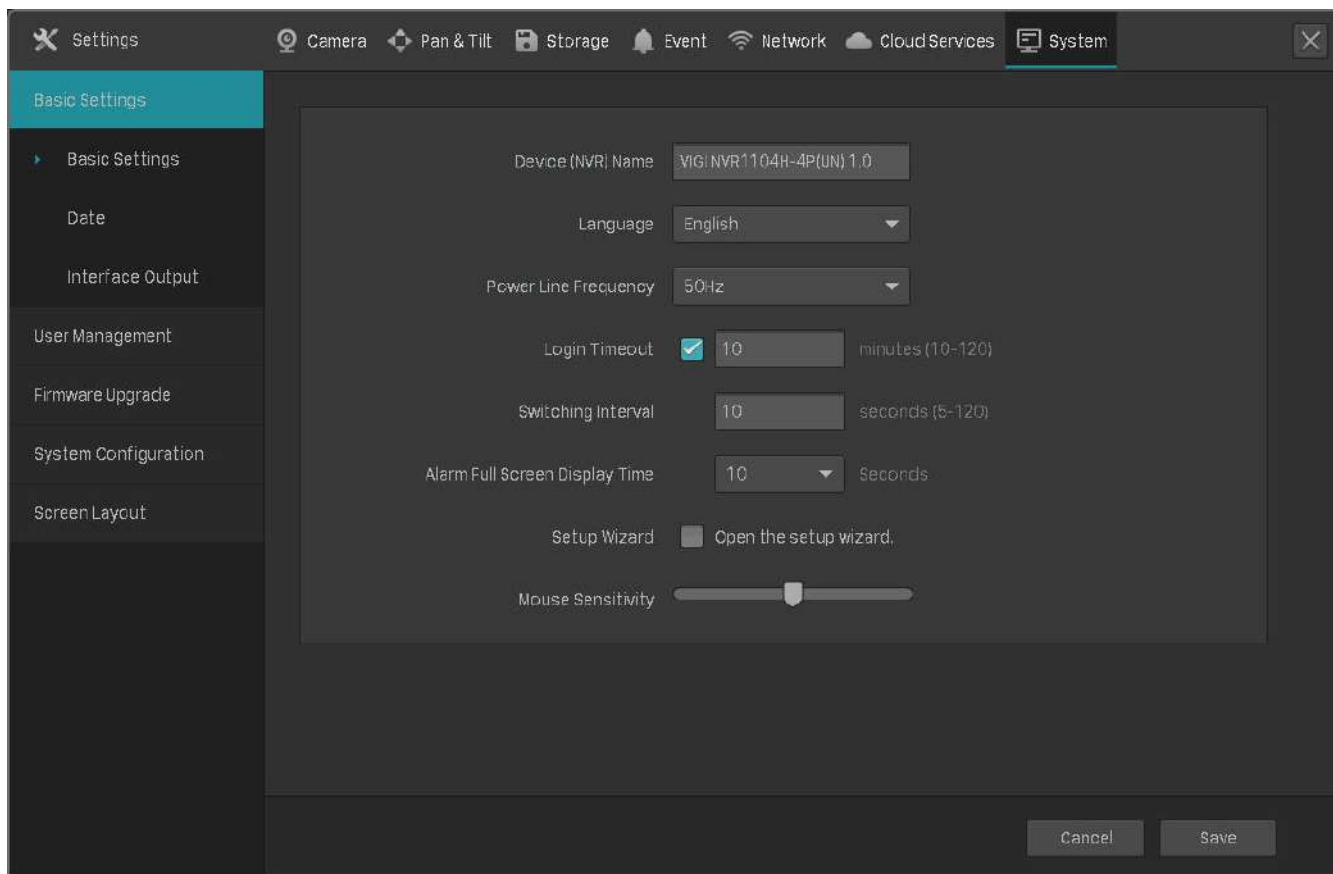 Settings Camera Pan & Tilt Storage Event Network Cloud Services System
Basic Settings
Basic Settings
Date
Interface Output
User Management
Firmware Upgrade
System Configuration
Screen Layout
Device (NVR) Name VIGI NVR1104H-4P(UN) 1.0
Language English
Power Line Frequency 50Hz
Login Timeout 10 minutes (10-120)
Switching Interval 10 seconds (5-120)
Alarm Full Screen Display Time 10 Seconds
Setup Wizard Open the setup wizard.
Mouse Sensitivity
Cancel Save